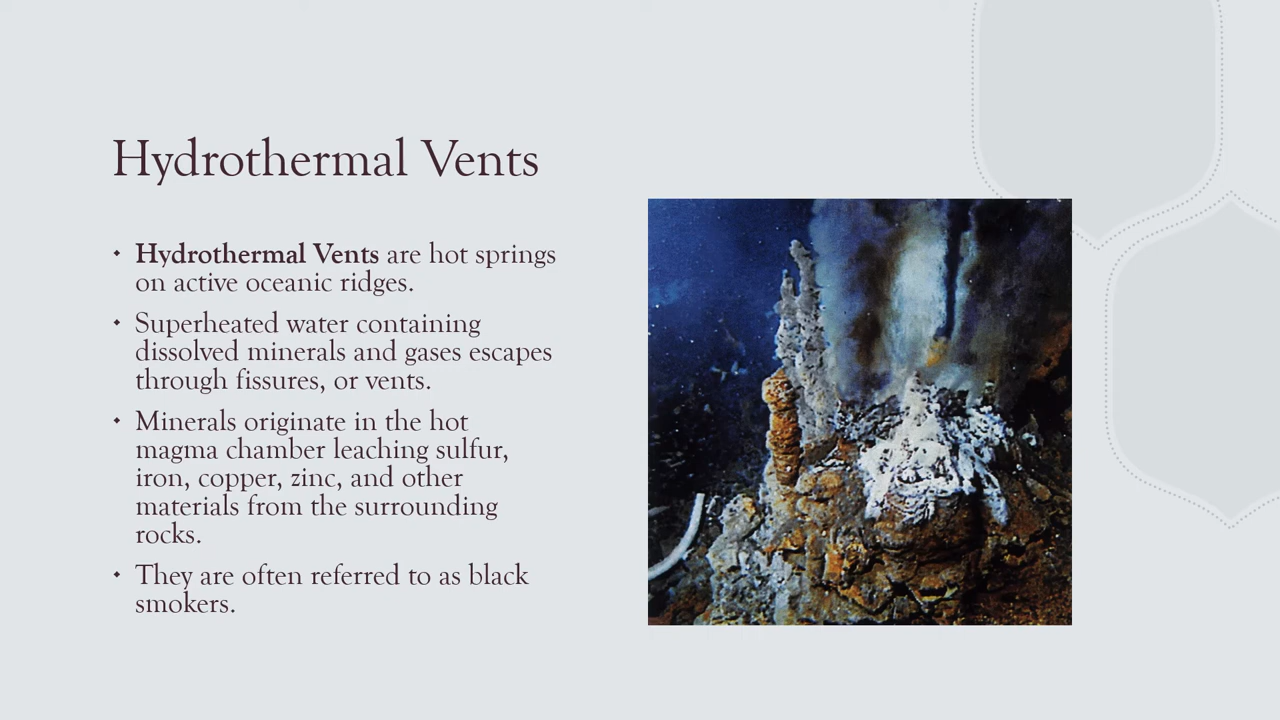 Hydrothermal Vents
• Hydrothermal Vents are hot springs
on active oceanic ridges.
• Superheated water containing
dissolved minerals and gases escapes
through fissures, or vents.
• Minerals originate in the hot
magma chamber leaching sulfur,
iron, copper, zinc, and other
materials from the surrounding
rocks.
• They are often referred to as black
smokers.